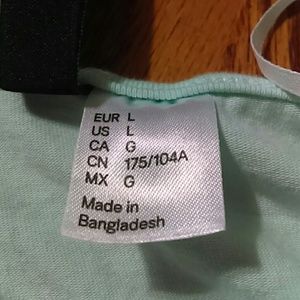 EUR L
US L
CA G
CN 175/104A
MX G
Made in
Bangladesh